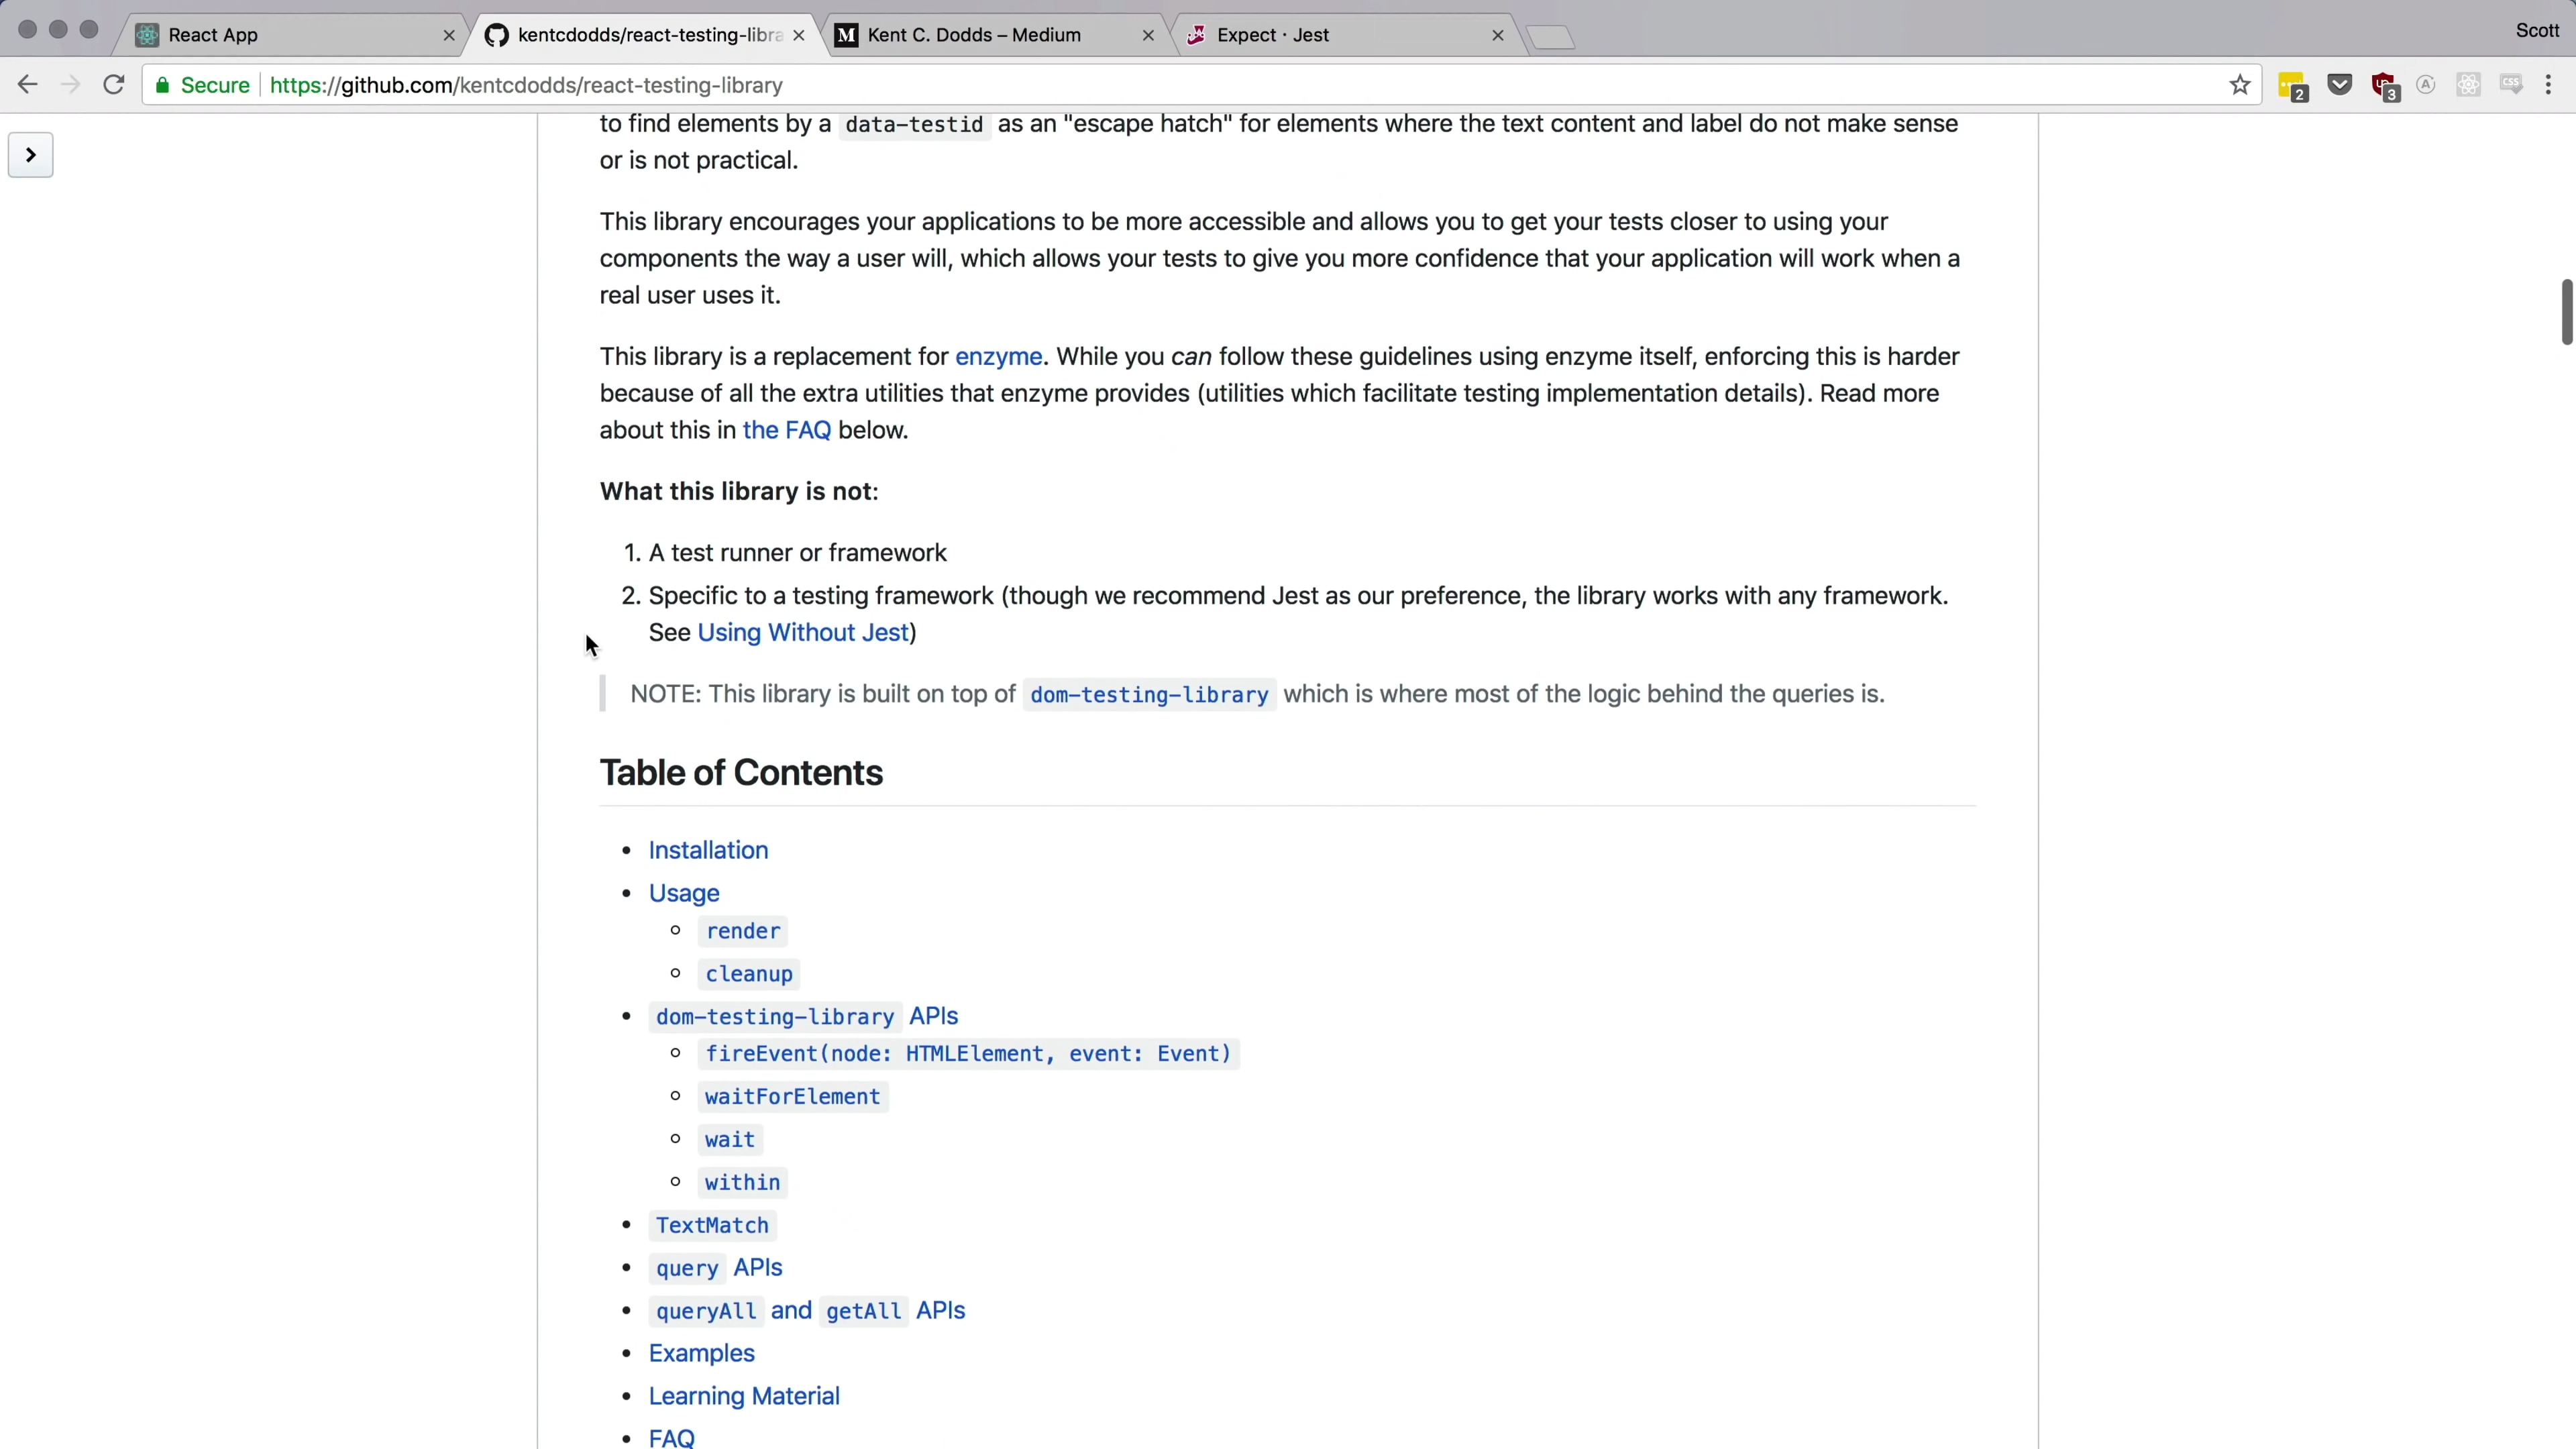 React App
kentcdodds/react-testing-libra
Kent C. Dodds – Medium
Expect · Jest
Scott
Secure
https://github.com/kentcdodds/react-testing-library
2
3
to find elements by a data-testid as an "escape hatch" for elements where the text content and label do not make sense
or is not practical.
This library encourages your applications to be more accessible and allows you to get your tests closer to using your
components the way a user will, which allows your tests to give you more confidence that your application will work when a
real user uses it.
This library is a replacement for enzyme. While you can follow these guidelines using enzyme itself, enforcing this is harder
because of all the extra utilities that enzyme provides (utilities which facilitate testing implementation details). Read more
about this in the FAQ below.
What this library is not:
1. A test runner or framework
2. Specific to a testing framework (though we recommend Jest as our preference, the library works with any framework.
See Using Without Jest)
NOTE: This library is built on top of dom-testing-library which is where most of the logic behind the queries is.
Table of Contents
• Installation
• Usage
render
cleanup
• dom-testing-library APIs
fireEvent(node: HTMLElement, event: Event)
waitForElement
wait
within
• TextMatch
• query APIs
• queryAll and getAll APIs
• Examples
• Learning Material
• FAQ